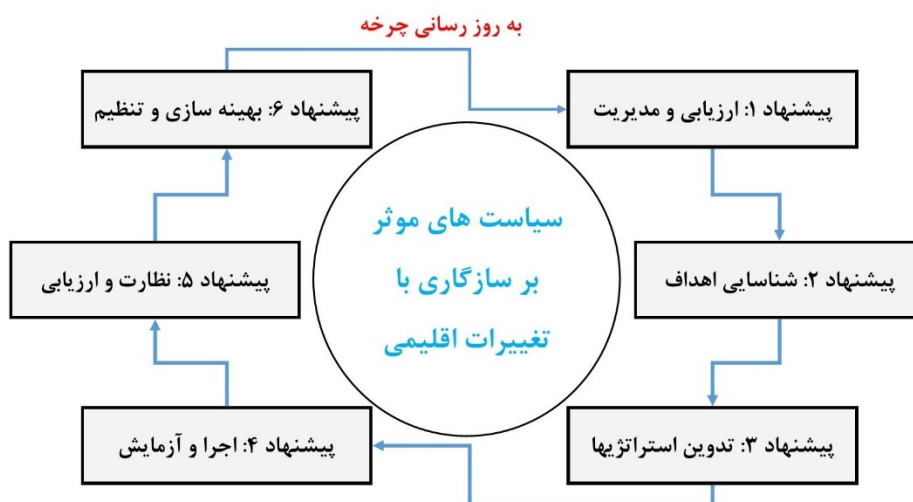 به روز رسانی چرخه
پیشنهاد ۱: ارزیابی و مدیریت
پیشنهاد ۲: شناسایی اهداف
پیشنهاد ۳: تدوین استراتژیها
پیشنهاد ۴: اجرا و آزمایش
پیشنهاد ۵: نظارت و ارزیابی
پیشنهاد ۶: بهینه سازی و تنظیم
سیاست های موثر
بر سازگاری با
تغییرات اقلیمی